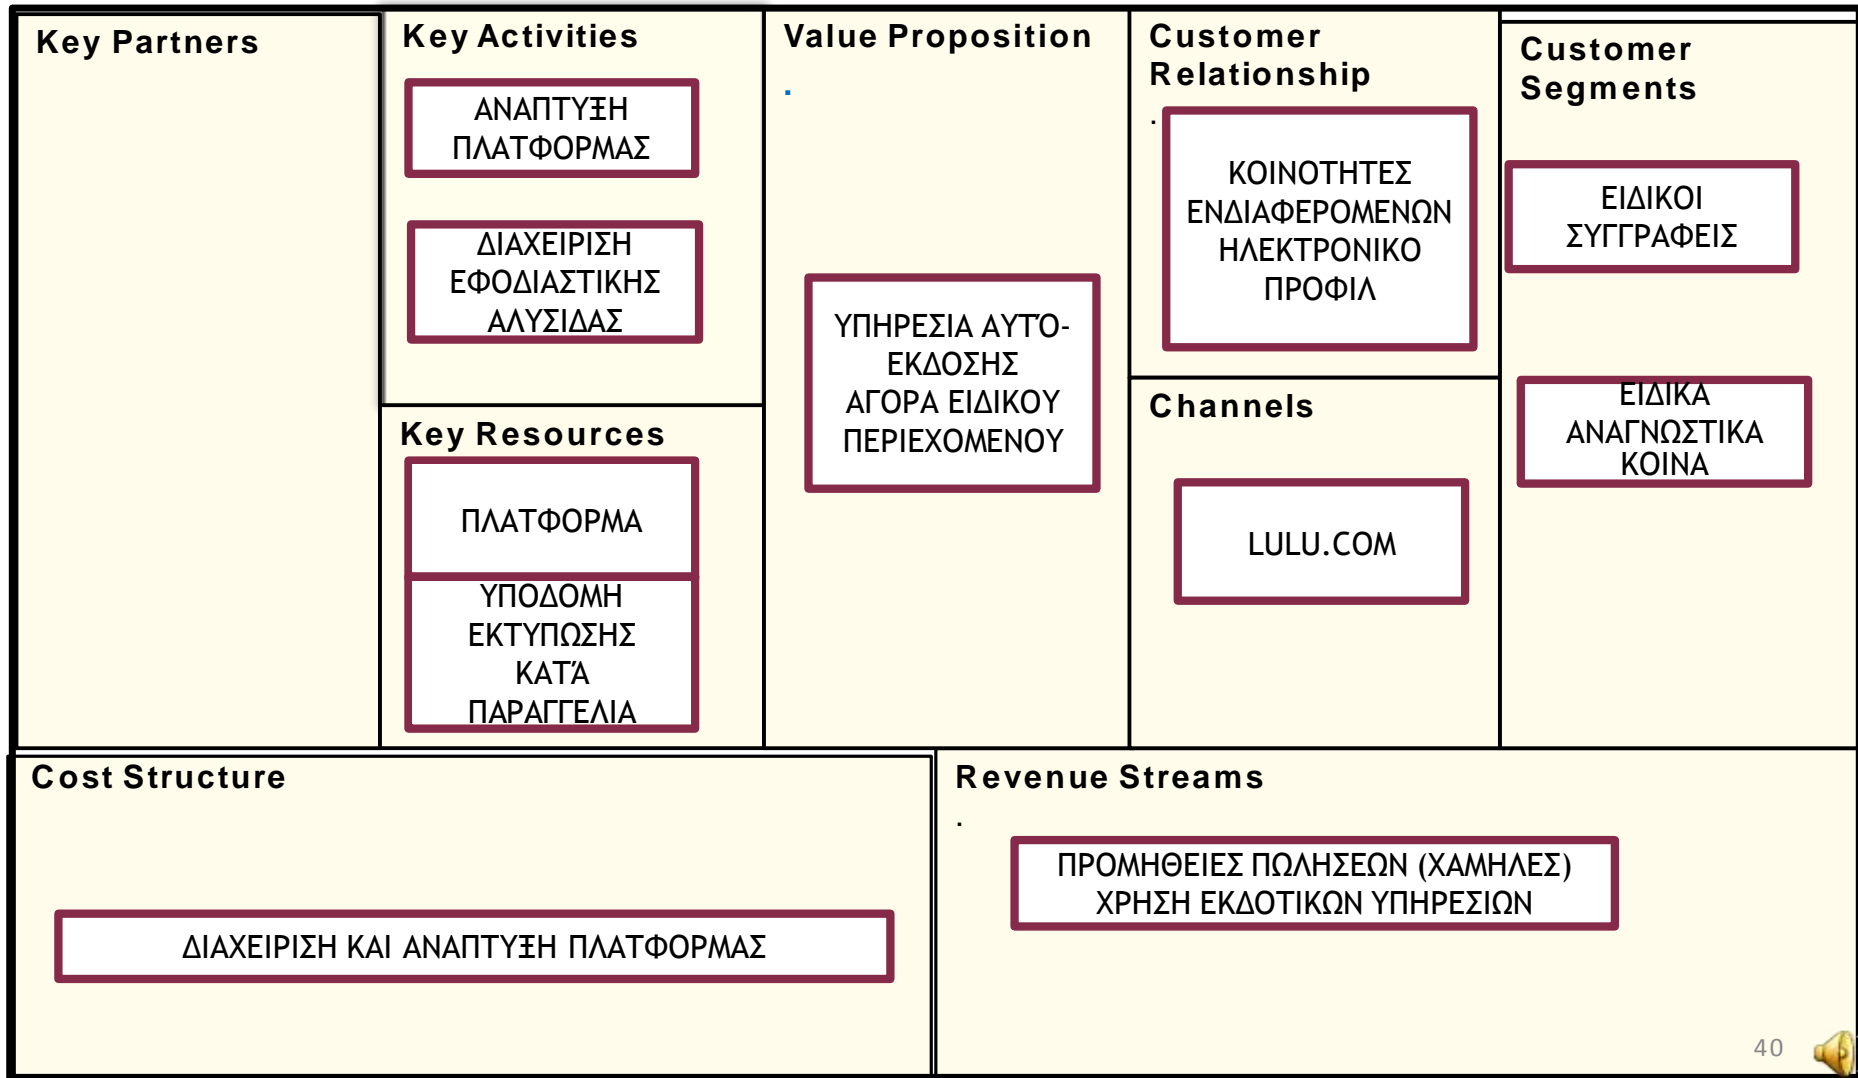 Key Partners
Key Activities
ΑΝΑΠΤΥΞΗ
ΠΛΑΤΦΟΡΜΑΣ
ΔΙΑΧΕΙΡΙΣΗ
ΕΦΟΔΙΑΣΤΙΚΗΣ
ΑΛΥΣΙΔΑΣ
Key Resources
ΠΛΑΤΦΟΡΜΑ
ΥΠΟΔΟΜΗ
ΕΚΤΥΠΩΣΗΣ
ΚΑΤΆ
ΠΑΡΑΓΓΕΛΙΑ
Value Proposition
.
ΥΠΗΡΕΣΙΑ ΑΥΤΌ-
ΕΚΔΟΣΗΣ
ΑΓΟΡΑ ΕΙΔΙΚΟΥ
ΠΕΡΙΕΧΟΜΕΝΟΥ
Customer
Relationship
.
ΚΟΙΝΟΤΗΤΕΣ
ΕΝΔΙΑΦΕΡΟΜΕΝΩΝ
ΗΛΕΚΤΡΟΝΙΚΟ
ΠΡΟΦΙΛ
Channels
LULU.COM
Customer
Segments
ΕΙΔΙΚΟΙ
ΣΥΓΓΡΑΦΕΙΣ
ΕΙΔΙΚΑ
ΑΝΑΓΝΩΣΤΙΚΑ
ΚΟΙΝΑ
Cost Structure
ΔΙΑΧΕΙΡΙΣΗ ΚΑΙ ΑΝΑΠΤΥΞΗ ΠΛΑΤΦΟΡΜΑΣ
Revenue Streams
.
ΠΡΟΜΗΘΕΙΕΣ ΠΩΛΗΣΕΩΝ (ΧΑΜΗΛΕΣ)
ΧΡΗΣΗ ΕΚΔΟΤΙΚΩΝ ΥΠΗΡΕΣΙΩΝ
40